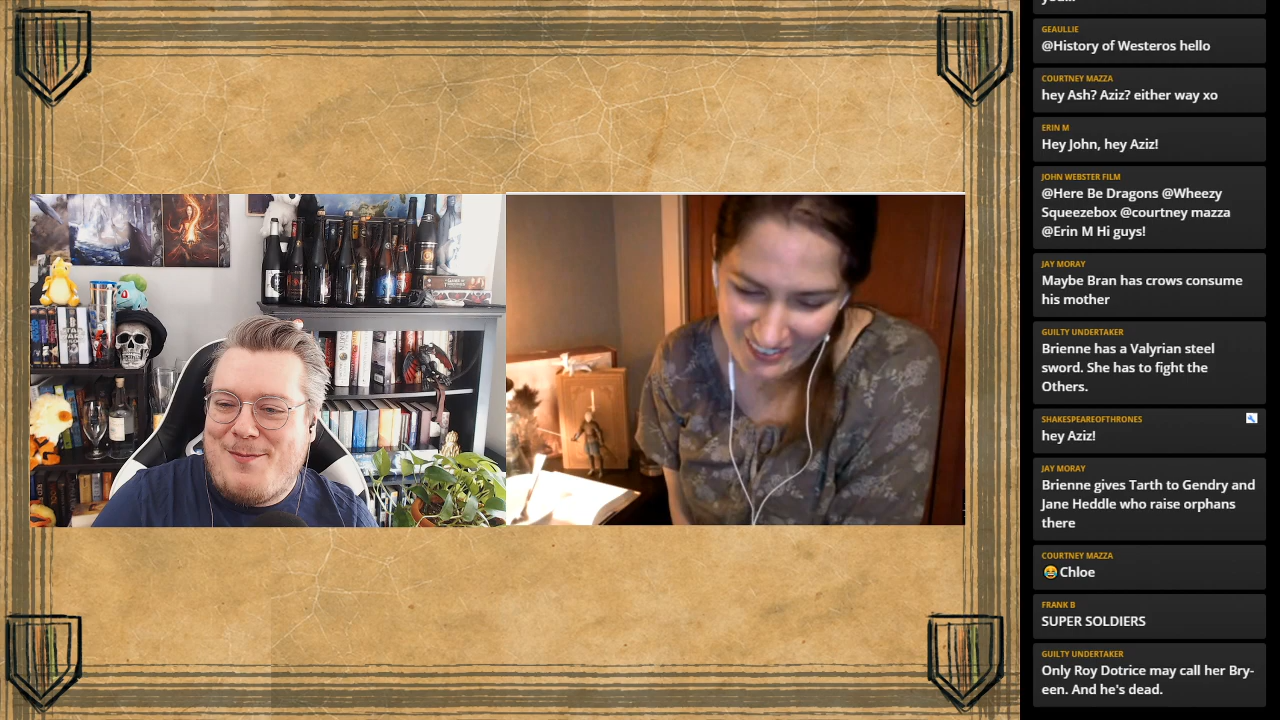 GEAULLIE
@History of Westeros hello
COURTNEY MAZZA
hey Ash? Aziz? either way xo
ERIN M
Hey John, hey Aziz!
JOHN WEBSTER FILM
@Here Be Dragons @Wheezy
Squeezebox @courtney mazza
@Erin M Hi guys!
JAY MORAY
Maybe Bran has crows consume
his mother
GUILTY UNDERTAKER
Brienne has a Valyrian steel
sword. She has to fight the
Others.
SHAKESPEAREOFTHRONES
hey Aziz!
JAY MORAY
Brienne gives Tarth to Gendry and
Jane Heddle who raise orphans
there
COURTNEY MAZZA
😂 Chloe
FRANK B
SUPER SOLDIERS
GUILTY UNDERTAKER
Only Roy Dotrice may call her Bry-
een. And he's dead.